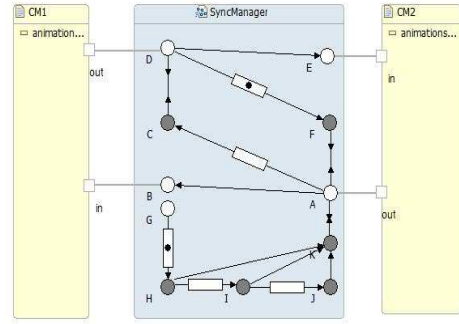 CM1
SyncManager
CM2
animation...
animations...
D
E
out
in
C
F
B
A
in
G
out
K
H
I
J